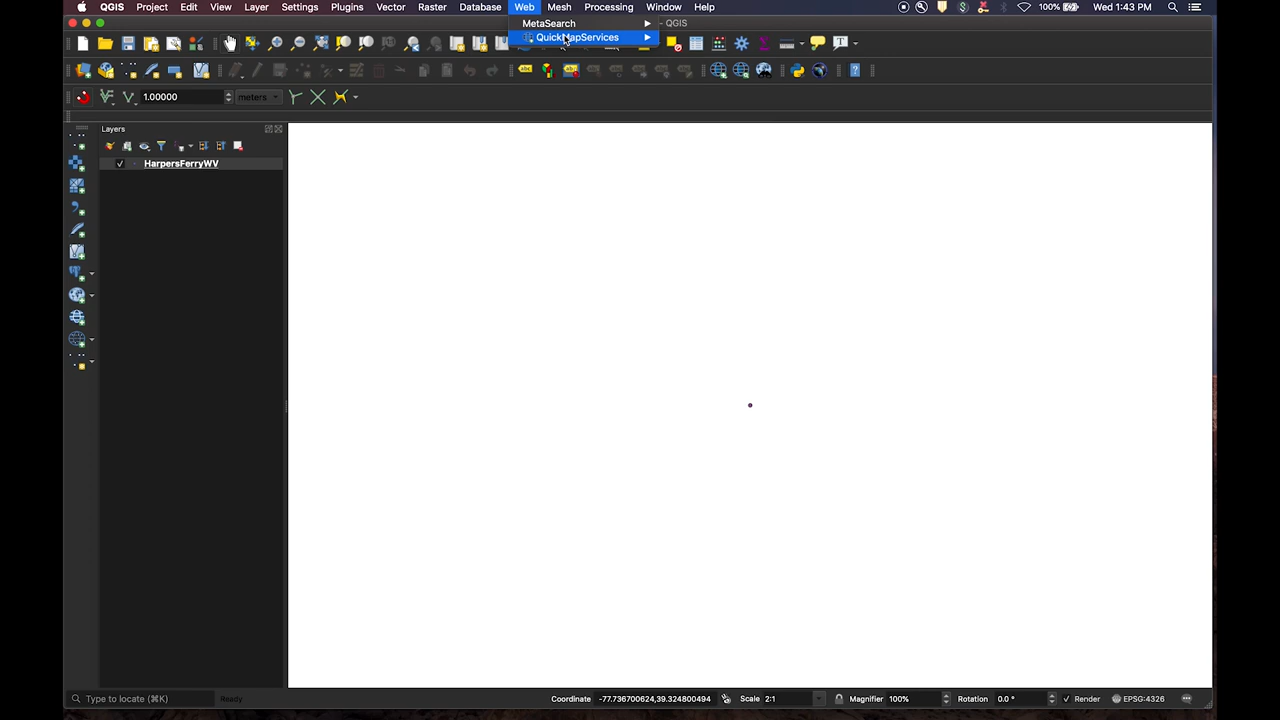 QGIS Project Edit View Layer Settings Plugins Vector Raster Database Web Mesh Processing Window Help 100% Wed 1:43 PM
MetaSearch
- QGIS
QuickMapServices
1.00000 meters
Layers
HarpersFerryWV
Type to locate (⌘K) Ready Coordinate -77.736700624,39.324800494 Scale 2:1 Magnifier 100% Rotation 0.0 ° Render EPSG:4326